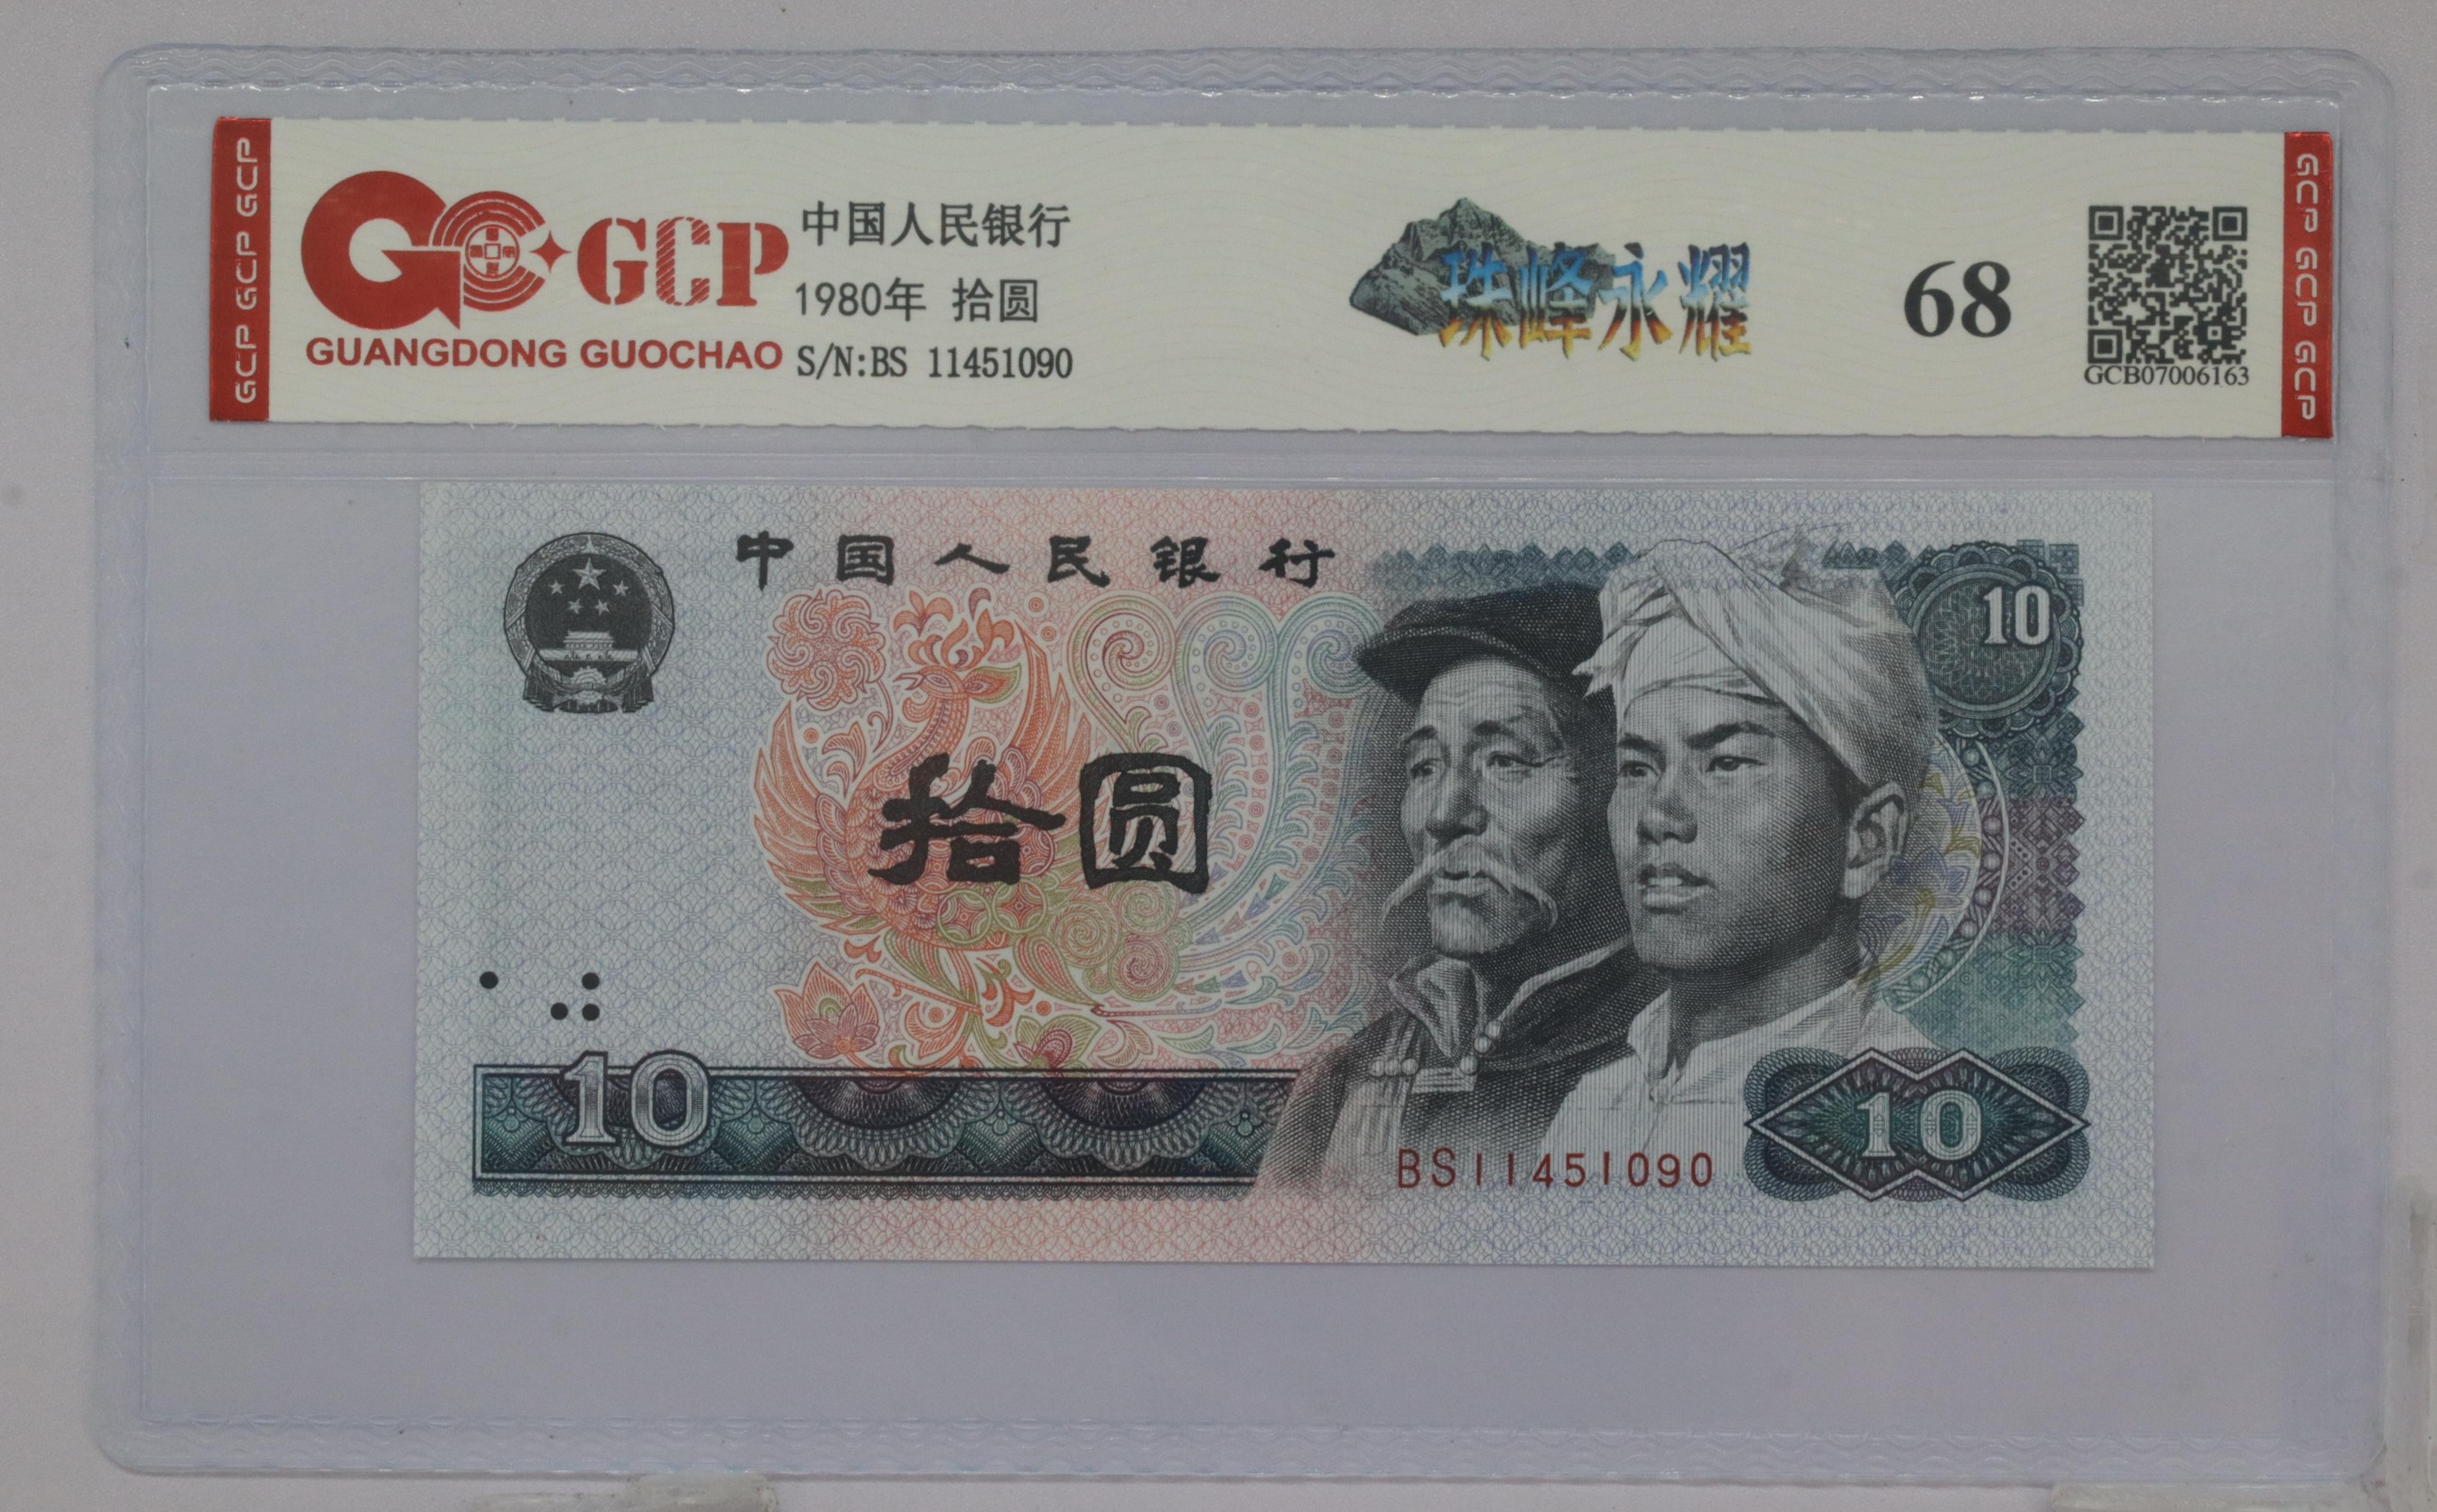 GCP GCP GCP
GCP
GUANGDONG GUOCHAO
中国人民银行
1980年 拾圆
S/N:BS 11451090
珠峰永耀
68
GCB07006163
GCP GCP GCP
中国人民银行
10
拾圆
10
BS11451090
10